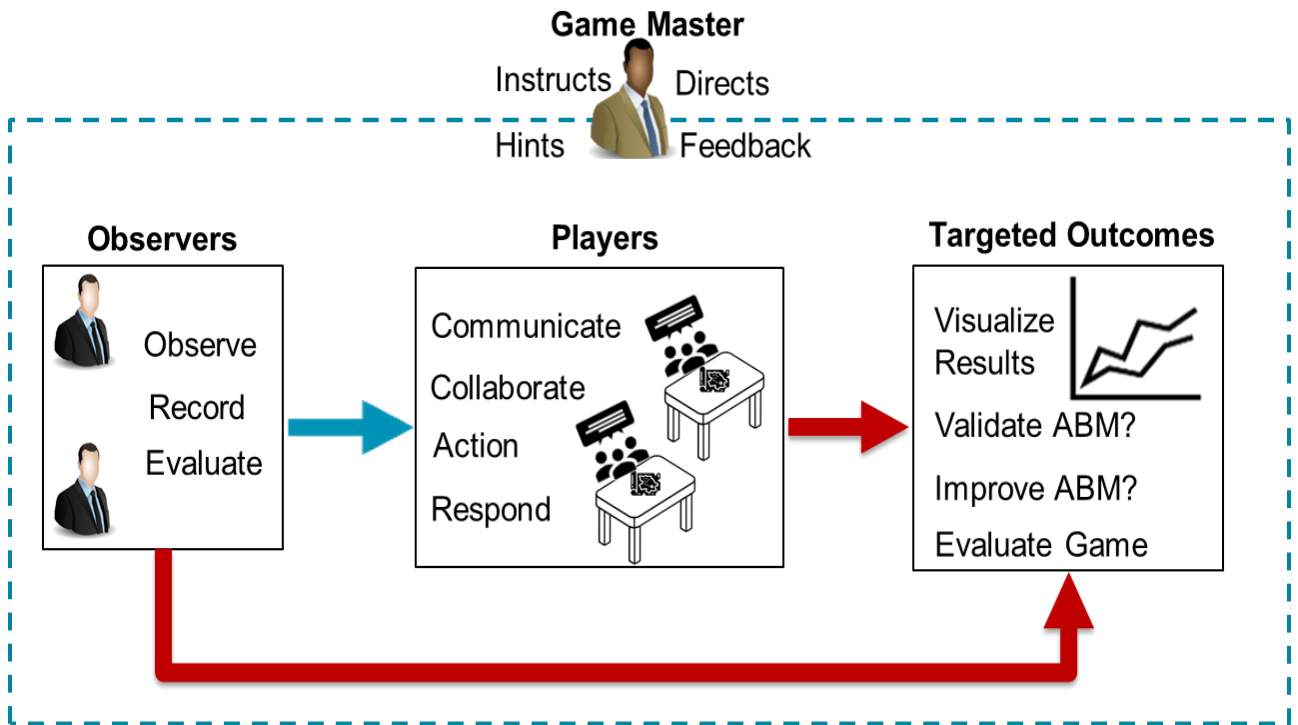 Game Master
Instructs Directs
Hints Feedback
Observers
Observe
Record
Evaluate
Players
Communicate
Collaborate
Action
Respond
Targeted Outcomes
Visualize
Results
Validate ABM?
Improve ABM?
Evaluate Game